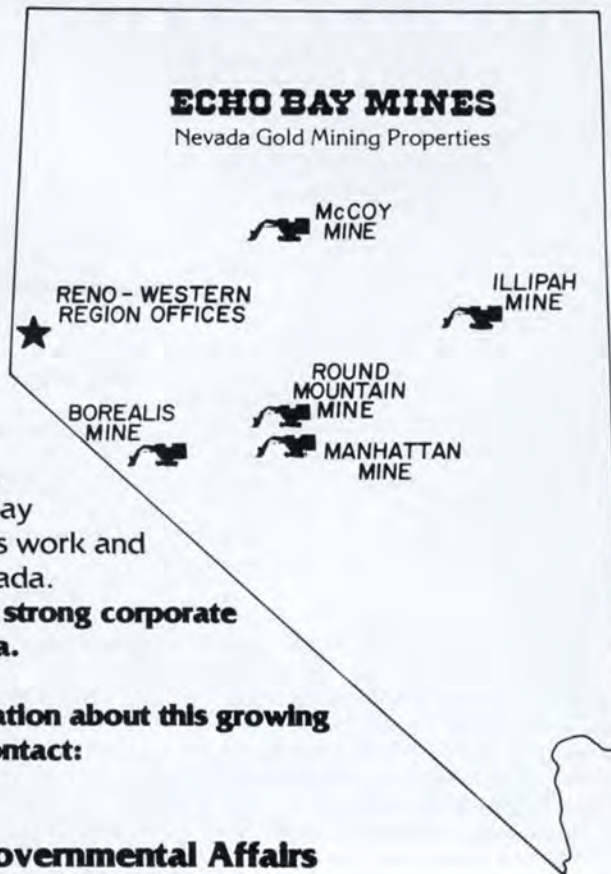 ECHO BAY MINES
Nevada Gold Mining Properties
McCOY
MINE
RENO - WESTERN
REGION OFFICES
ILLIPAH
MINE
ROUND
MOUNTAIN
MINE
BOREALIS
MINE
MANHATTAN
MINE
ay
s work and
ada.
strong corporate
a.
ation about this growing
ontact:
overnmental Affairs